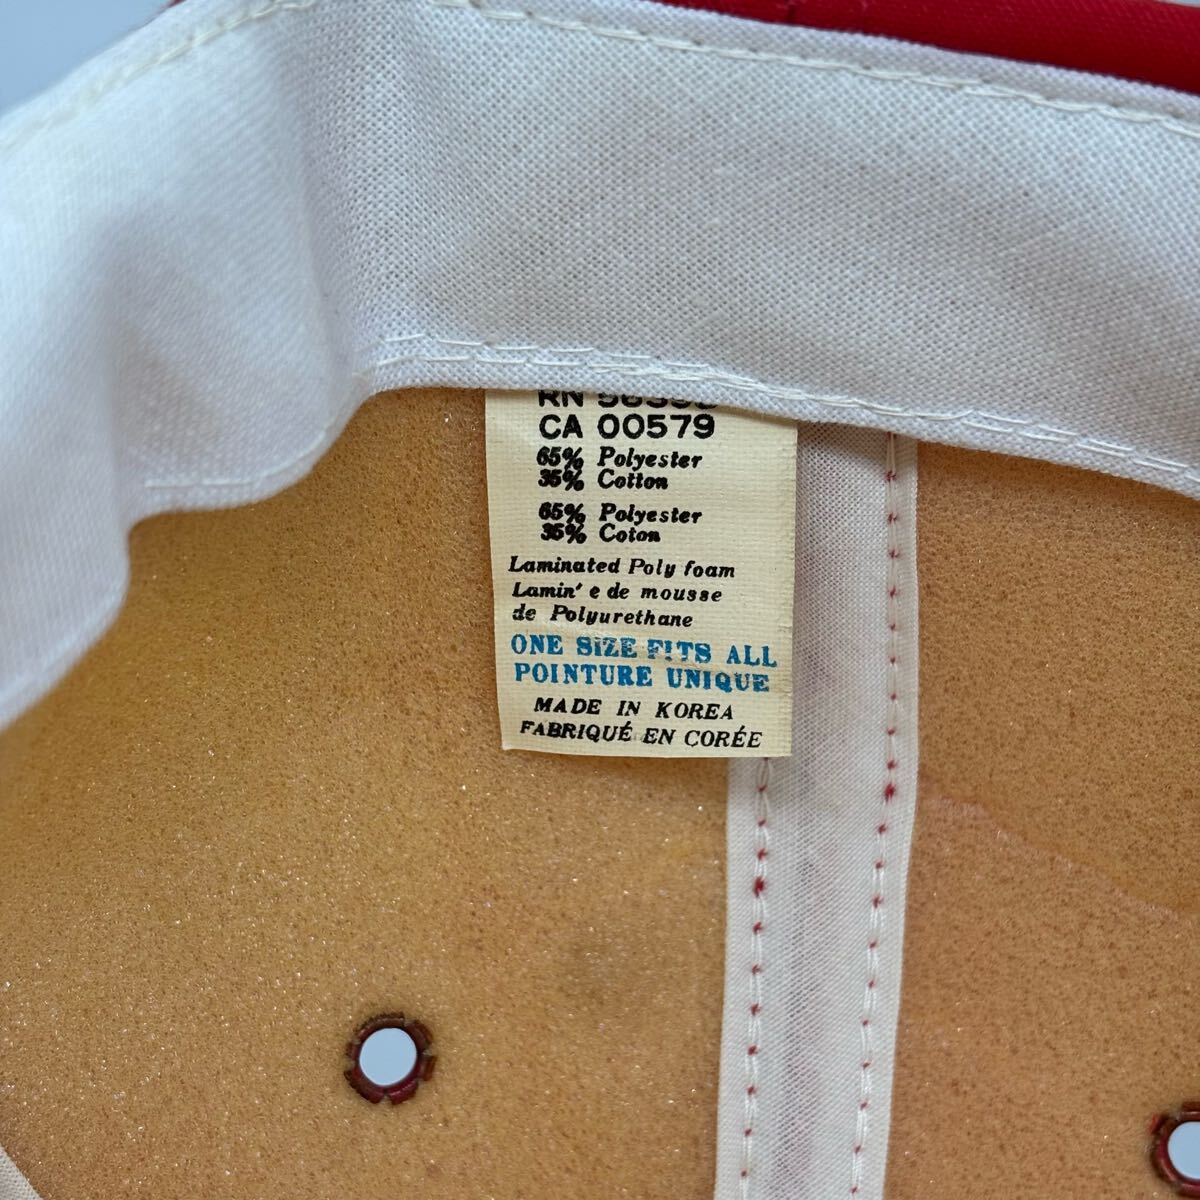 RN
CA 00579
65% Polyester
35% Cotton
65% Polyester
35% Coton
Laminated Poly foam
Lamin' e de mousse
de Polyurethane
ONE SIZE FITS ALL
POINTURE UNIQUE
MADE IN KOREA
FABRIQUÉ EN CORÉE